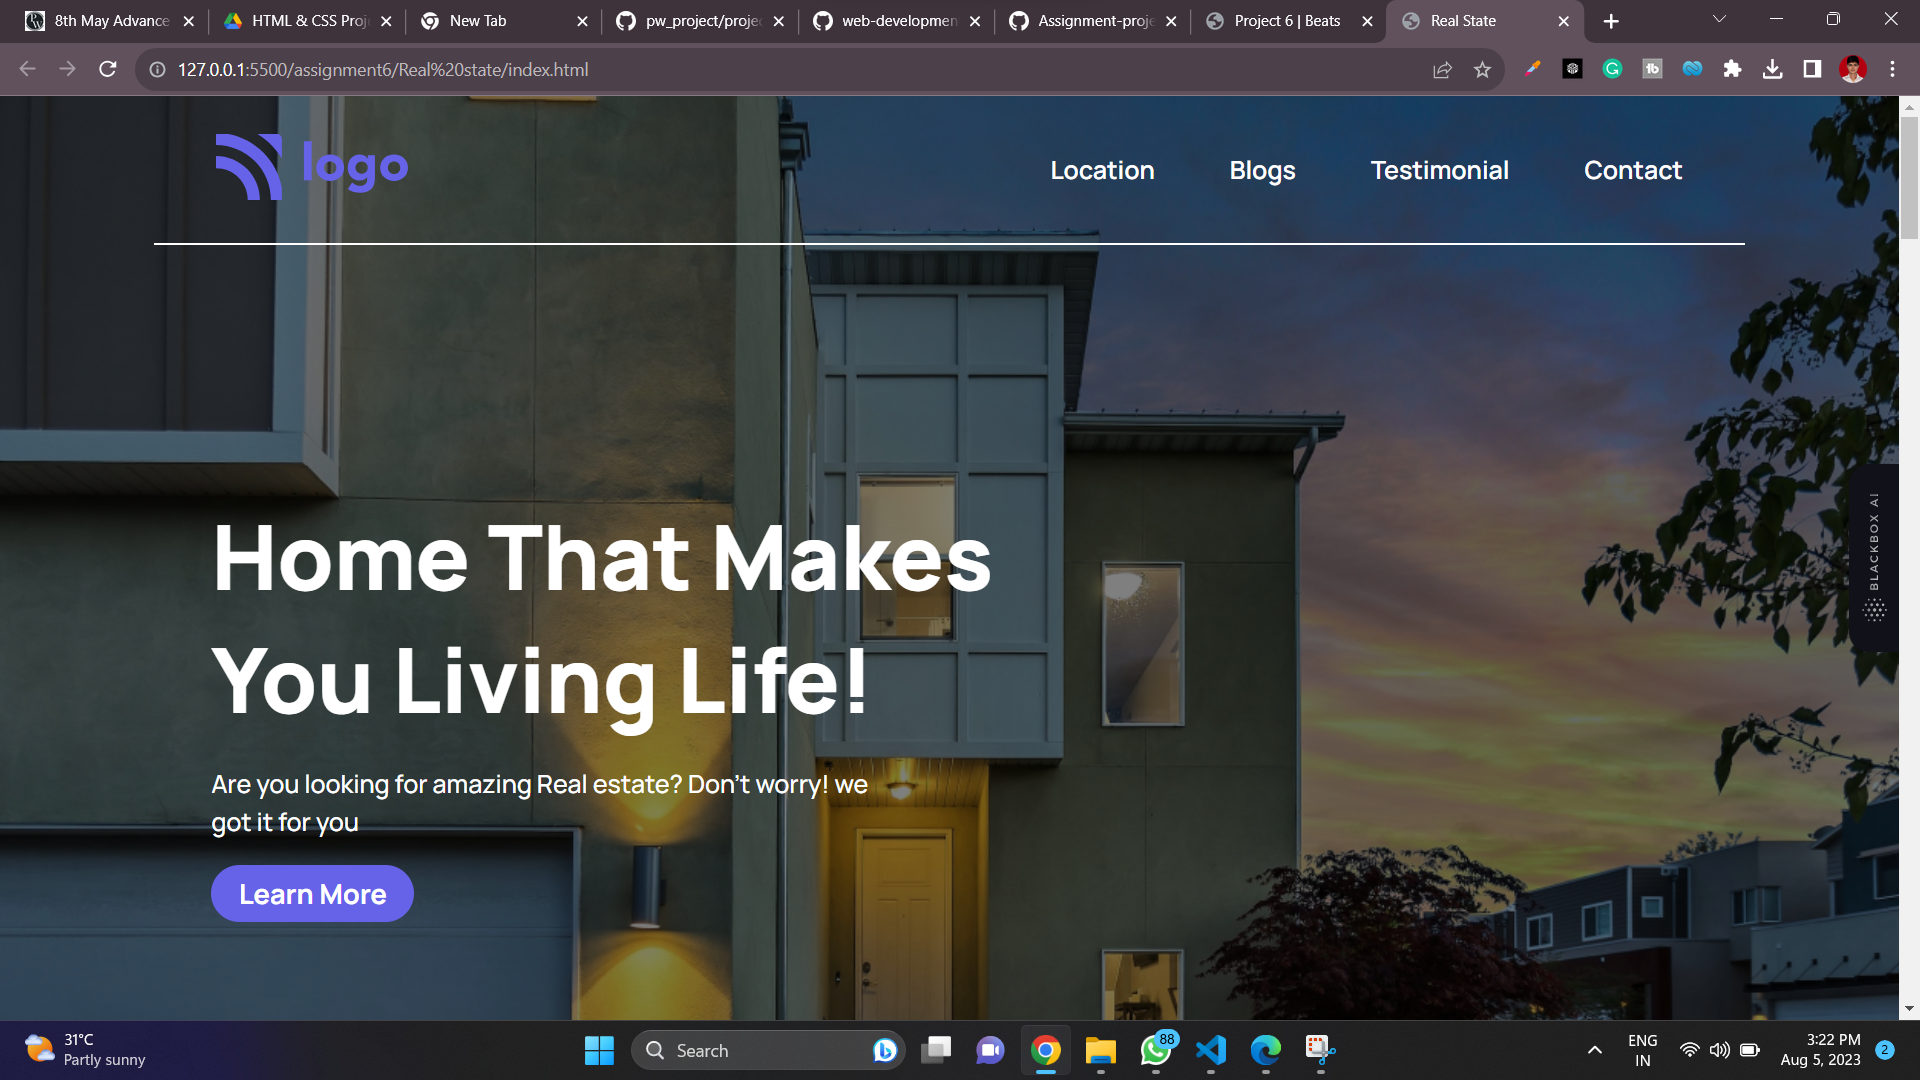 8th May Advance
HTML & CSS Proj
New Tab
pw_project/projec
web-developmen
Assignment-proje
Project 6 | Beats
Real State
127.0.0.1:5500/assignment6/Real%20state/index.html
logo
Location
Blogs
Testimonial
Contact
Home That Makes
You Living Life!
Are you looking for amazing Real estate? Don't worry! we
got it for you
Learn More
BLACKBOX AI
31°C
Partly sunny
Search
88
ENG
IN
3:22 PM
Aug 5, 2023
2